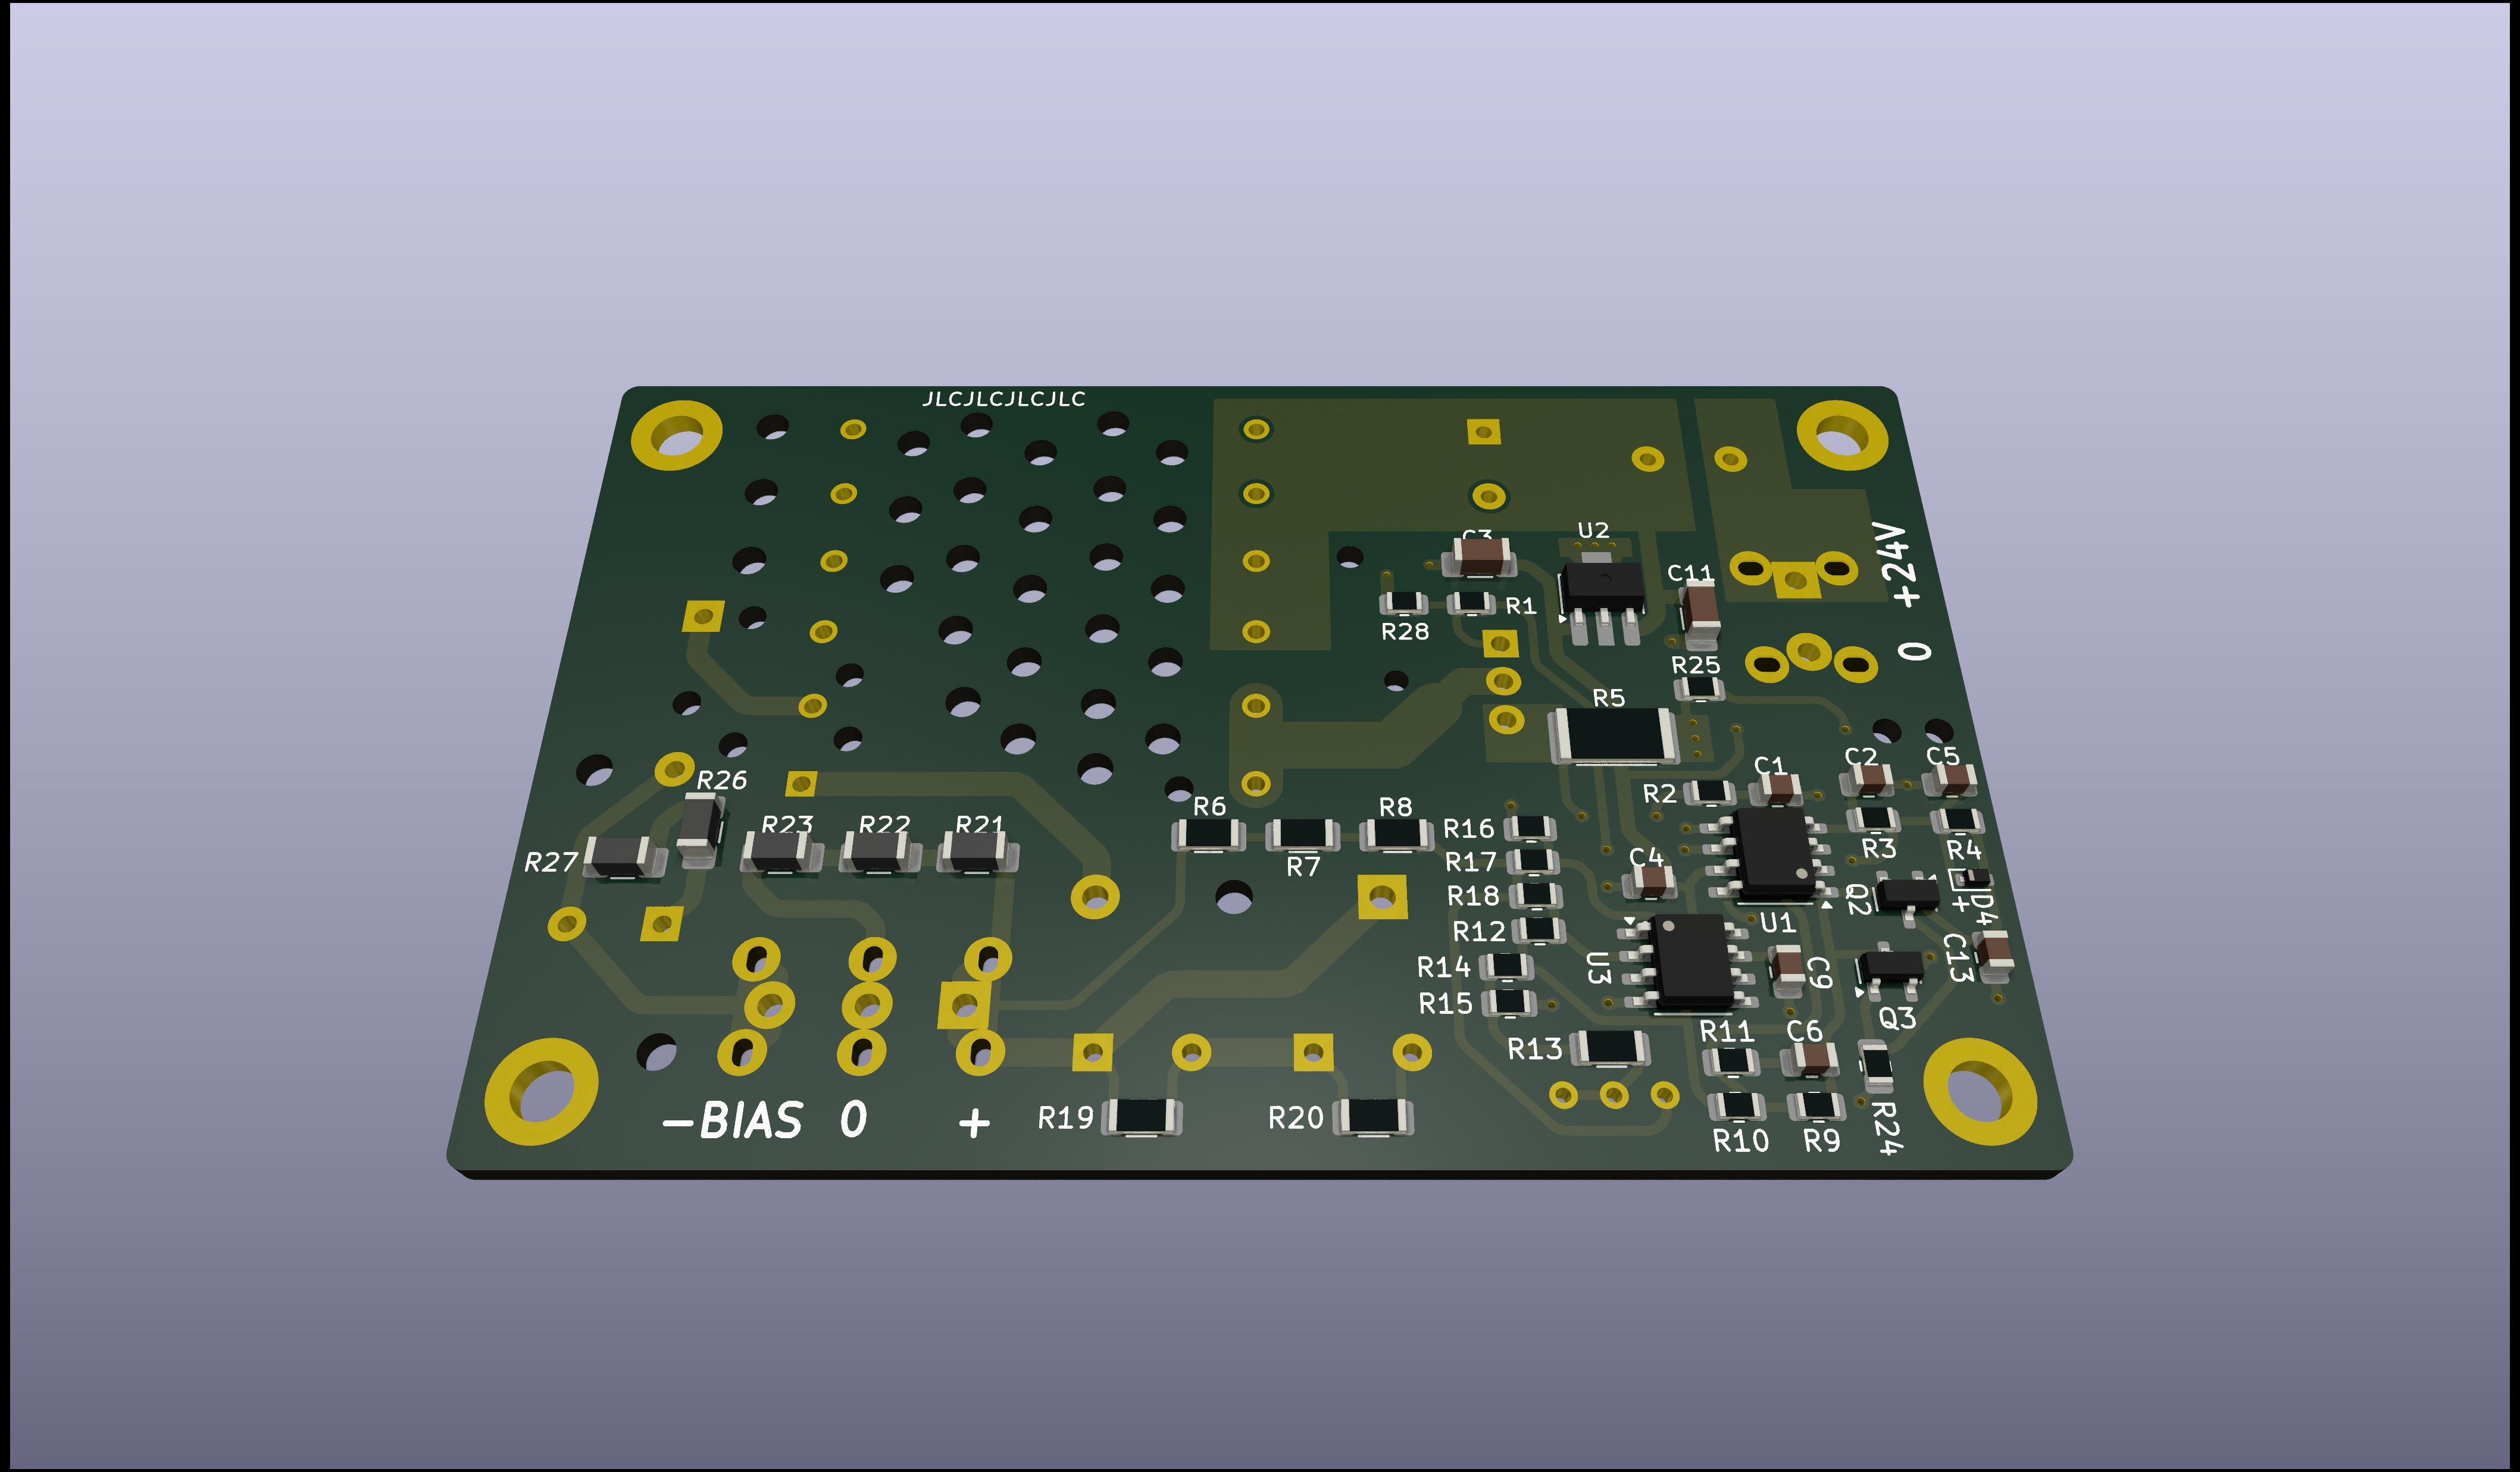 JLCJLCJLCJLC
U2
C3
C11
+24V
R1
R28
0
R25
R5
C1
C2
C5
R2
R26
R6
R8
R23
R22
R21
R16
R3
R4
R27
R7
R17
C4
R18
Q2
D4
+
U1
R12
U3
R14
C9
C13
R15
Q3
R11
C6
R13
-BIAS
0
+
R19
R20
R10
R9
R24